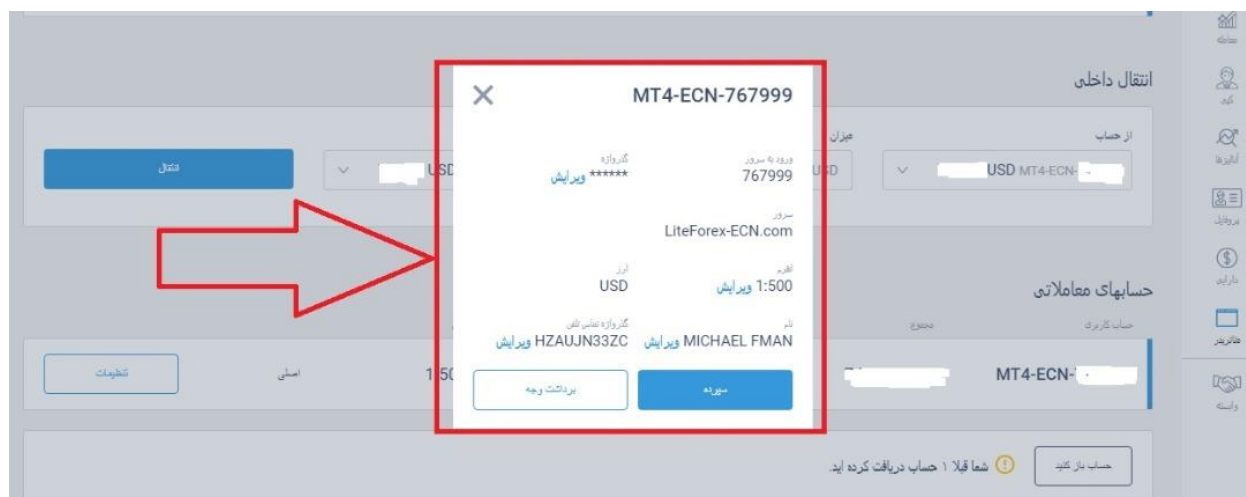 معامله
کپی
آنالیزها
پروفایل
دارایی
متاتریدر
وابسته
انتقال داخلی
از حساب
میزان
USD MT4-ECN-
USD
USD
انتقال
MT4-ECN-767999
ورود به سرور
گذرواژه
767999
****** ویرایش
سرور
LiteForex-ECN.com
اهرم
ارز
1:500 ویرایش
USD
نام
گذرواژه تماس تلفن
MICHAEL FMAN ویرایش
HZAUJN33ZC ویرایش
سپرده
برداشت وجه
حسابهای معاملاتی
حساب کاربری
مجموع
MT4-ECN-
اصلی
تنظیمات
حساب باز کنید
شما قبلا ۱ حساب دریافت کرده اید.